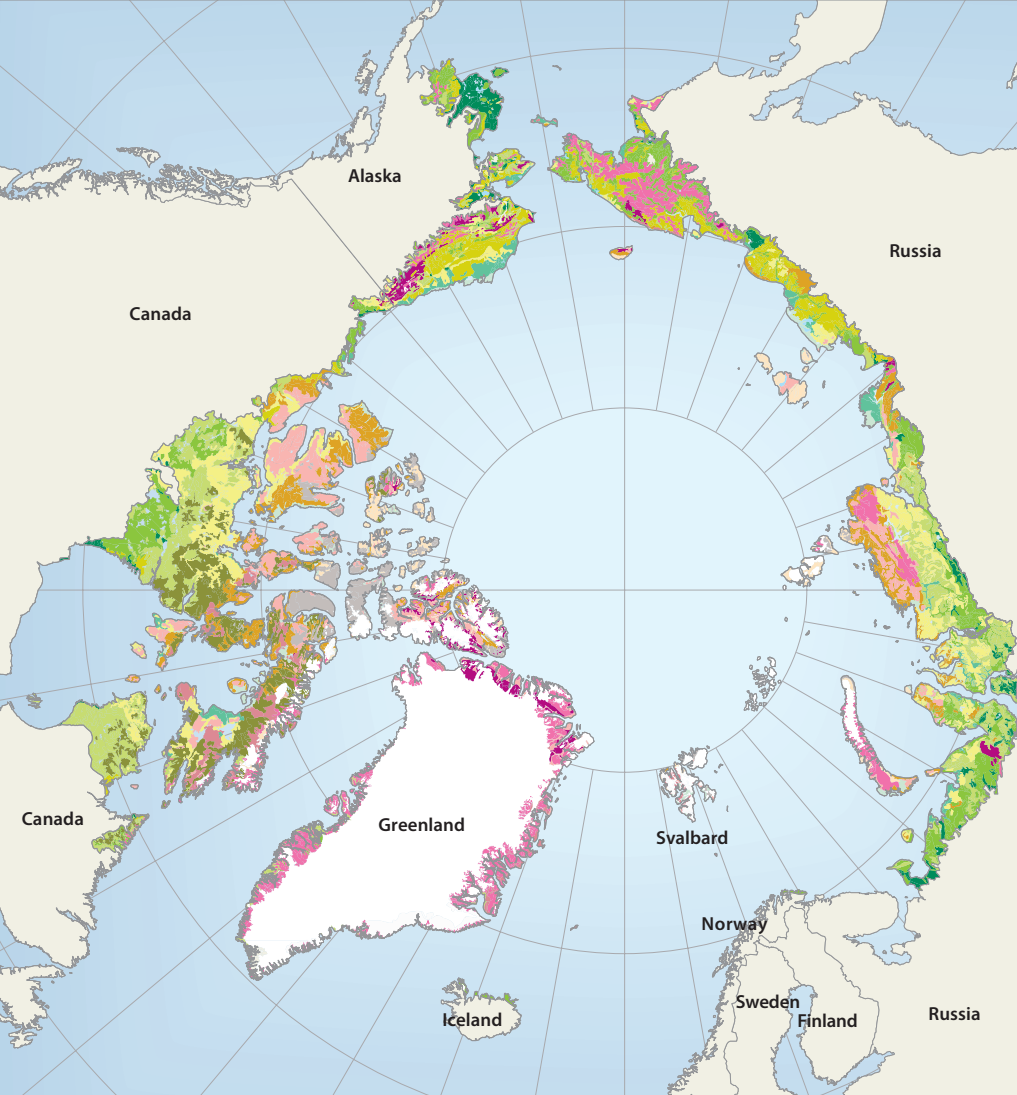 Alaska
Russia
Canada
Canada
Greenland
Svalbard
Norway
Sweden
Finland
Iceland
Russia